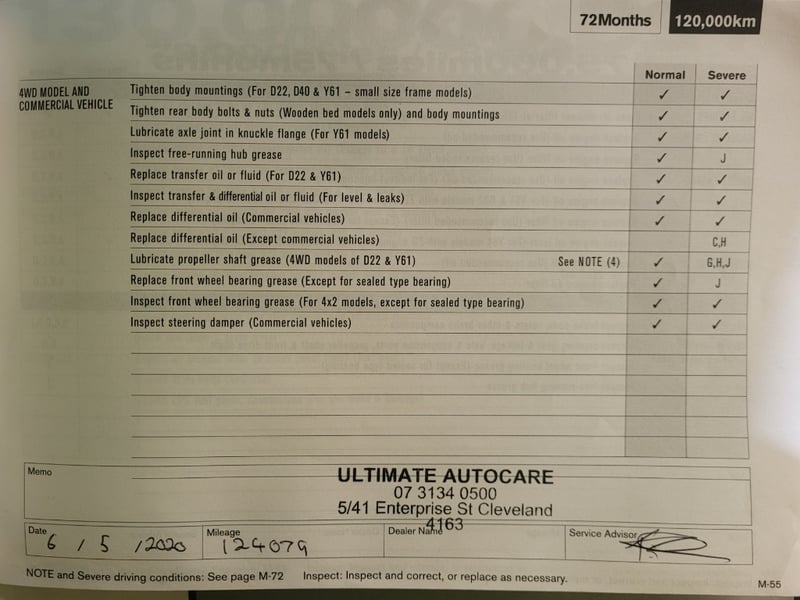 72Months 120,000km
Normal Severe
4WD MODEL AND
COMMERCIAL VEHICLE
Tighten body mountings (For D22, D40 & Y61 – small size frame models) ✓ ✓
Tighten rear body bolts & nuts (Wooden bed models only) and body mountings ✓ ✓
Lubricate axle joint in knuckle flange (For Y61 models) ✓ ✓
Inspect free-running hub grease ✓ J
Replace transfer oil or fluid (For D22 & Y61) ✓ ✓
Inspect transfer & differential oil or fluid (For level & leaks) ✓ ✓
Replace differential oil (Commercial vehicles) ✓ ✓
Replace differential oil (Except commercial vehicles) C,H
Lubricate propeller shaft grease (4WD models of D22 & Y61) See NOTE (4) ✓ G,H,J
Replace front wheel bearing grease (Except for sealed type bearing) ✓ J
Inspect front wheel bearing grease (For 4x2 models, except for sealed type bearing) ✓ ✓
Inspect steering damper (Commercial vehicles) ✓ ✓
Memo
ULTIMATE AUTOCARE
07 3134 0500
5/41 Enterprise St Cleveland
4163
Date 6 / 5 / 2020 Mileage 124079 Dealer Name Service Advisor
NOTE and Severe driving conditions: See page M-72 Inspect: Inspect and correct, or replace as necessary.
M-55